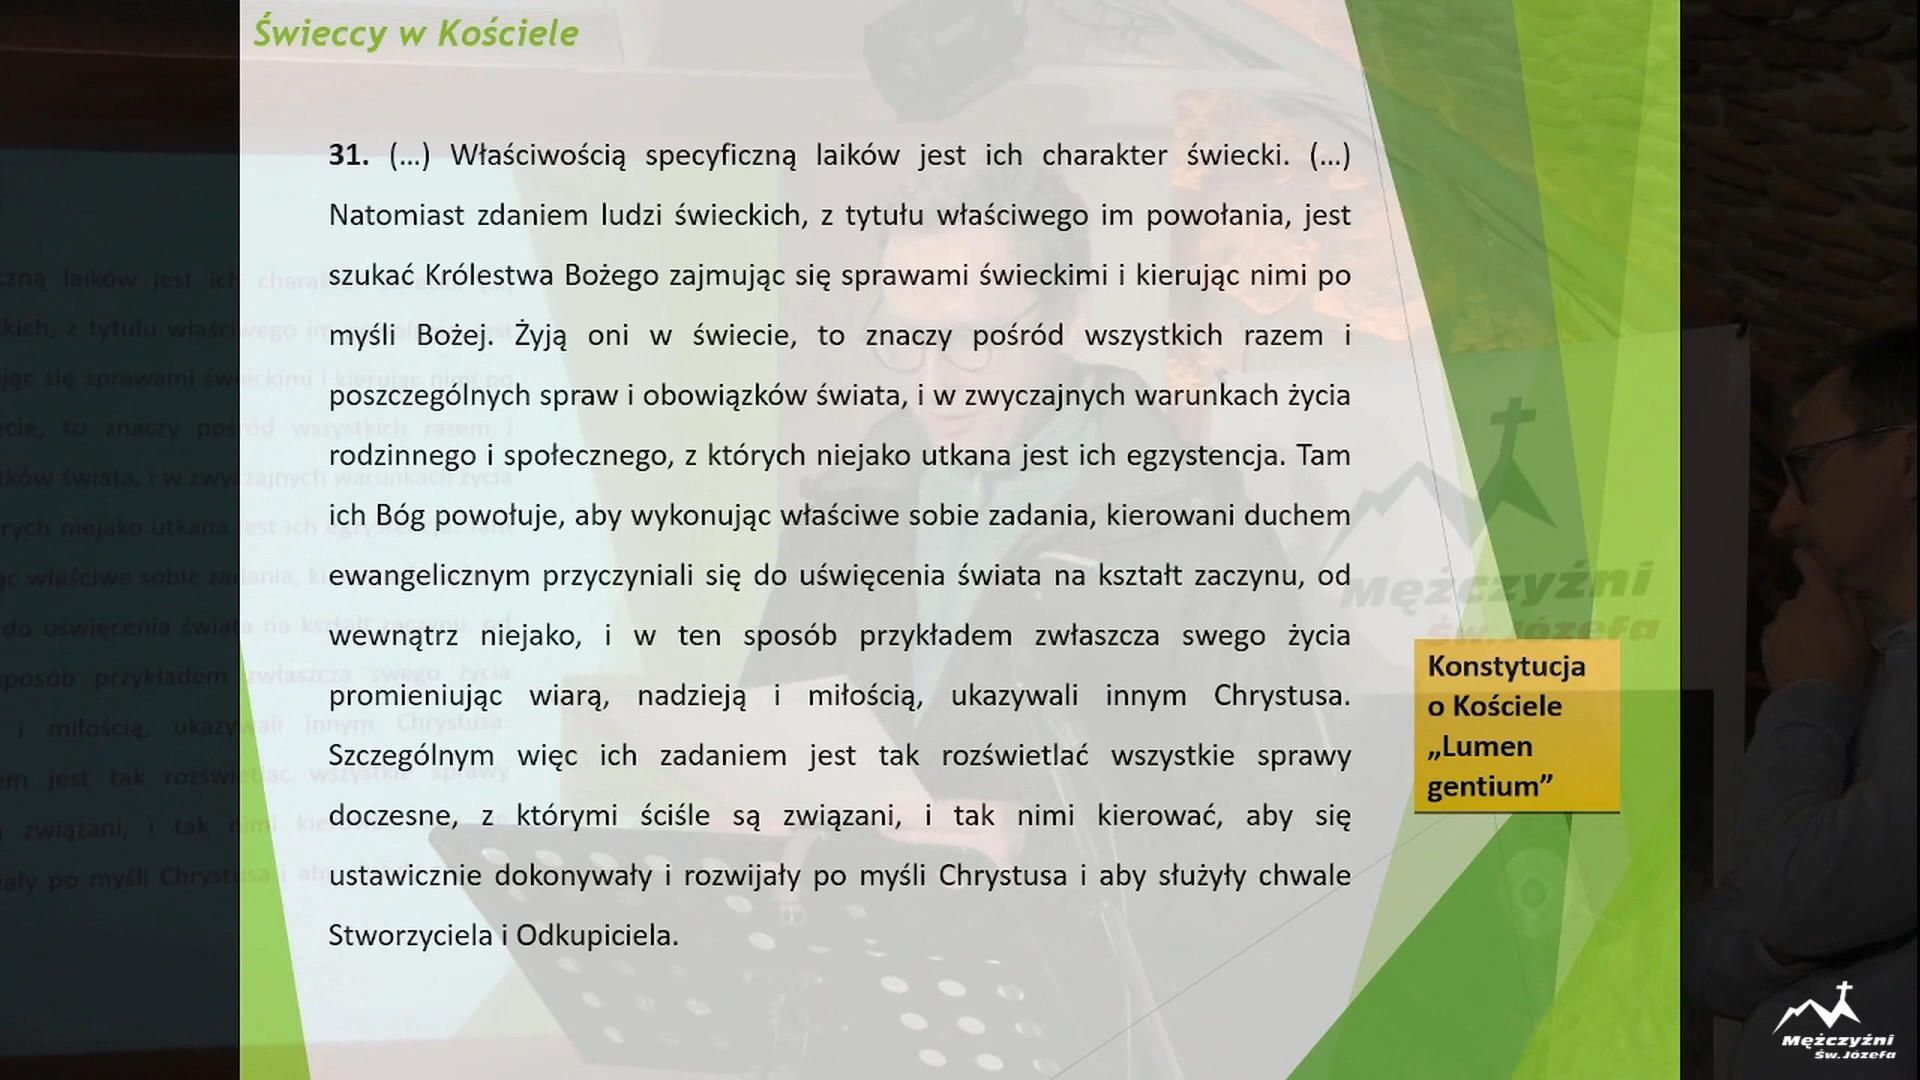 Świeccy w Kościele
31. (...) Właściwością specyficzną laików jest ich charakter świecki. (...)
Natomiast zdaniem ludzi świeckich, z tytułu właściwego im powołania, jest
szukać Królestwa Bożego zajmując się sprawami świeckimi i kierując nimi po
myśli Bożej. Żyją oni w świecie, to znaczy pośród wszystkich razem i
poszczególnych spraw i obowiązków świata, i w zwyczajnych warunkach życia
rodzinnego i społecznego, z których niejako utkana jest ich egzystencja. Tam
ich Bóg powołuje, aby wykonując właściwe sobie zadania, kierowani duchem
ewangelicznym przyczyniali się do uświęcenia świata na kształt zaczynu, od
wewnątrz niejako, i w ten sposób przykładem zwłaszcza swego życia
promieniując wiarą, nadzieją i miłością, ukazywali innym Chrystusa.
Szczególnym więc ich zadaniem jest tak rozświetlać wszystkie sprawy
doczesne, z którymi ściśle są związani, i tak nimi kierować, aby się
ustawicznie dokonywały i rozwijały po myśli Chrystusa i aby służyły chwale
Stworzyciela i Odkupiciela.
Konstytucja
o Kościele
„Lumen
gentium”
Mężczyźni
św. Józefa
Mężczyźni
św. Józefa